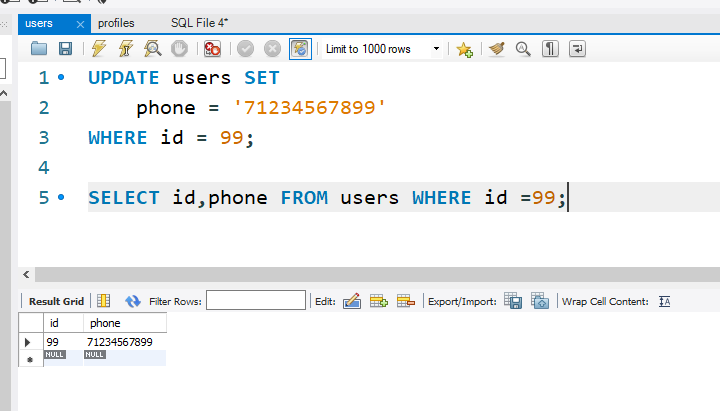 users × profiles SQL File 4*
Limit to 1000 rows
1 UPDATE users SET
2 phone = '71234567899'
3 WHERE id = 99;
4
5 SELECT id,phone FROM users WHERE id =99;
Result Grid Filter Rows: Edit: Export/Import: Wrap Cell Content:
id phone
99 71234567899
NULL NULL